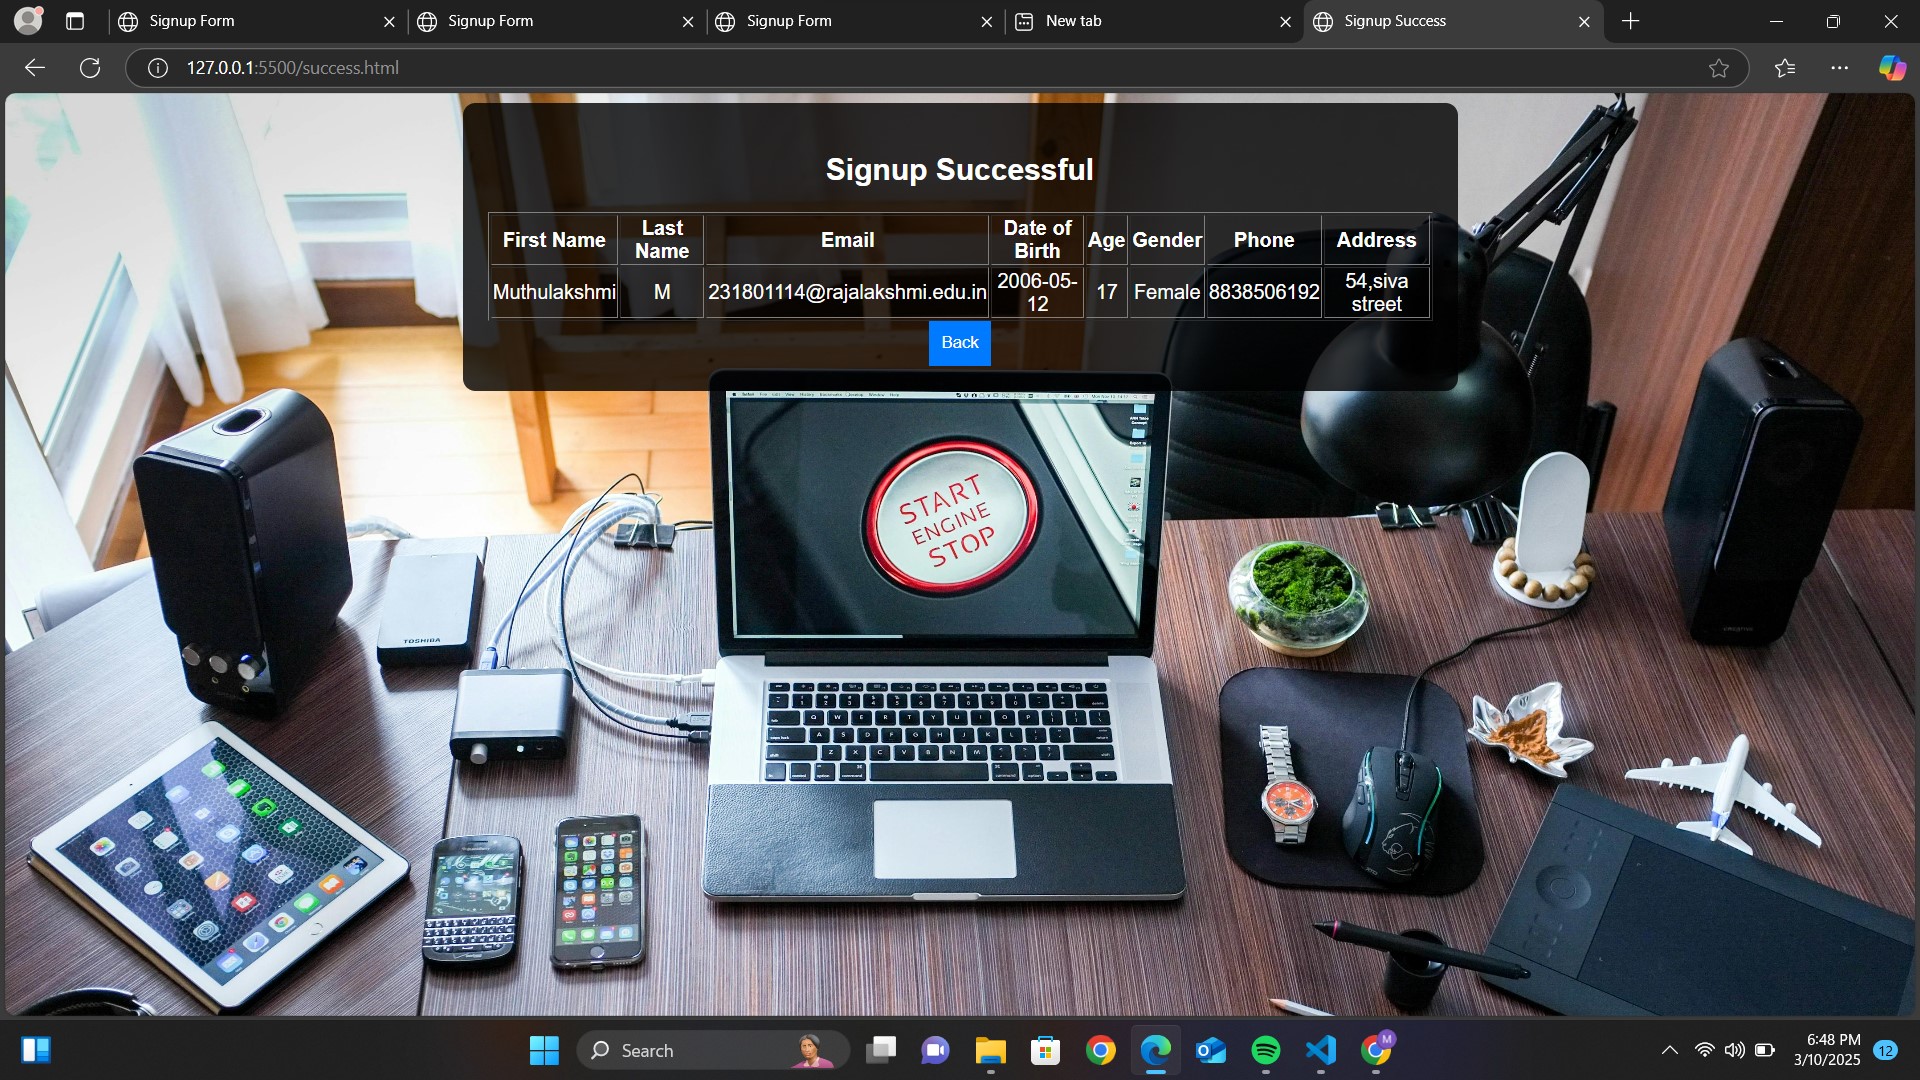 Signup Form
Signup Form
Signup Form
New tab
Signup Success
127.0.0.1:5500/success.html
Signup Successful
First Name Last Name Email Date of Birth Age Gender Phone Address
Muthulakshmi M 231801114@rajalakshmi.edu.in 2006-05-12 17 Female 8838506192 54,siva street
Back
START
ENGINE
STOP
TOSHIBA
Search
M
6:48 PM
3/10/2025
12